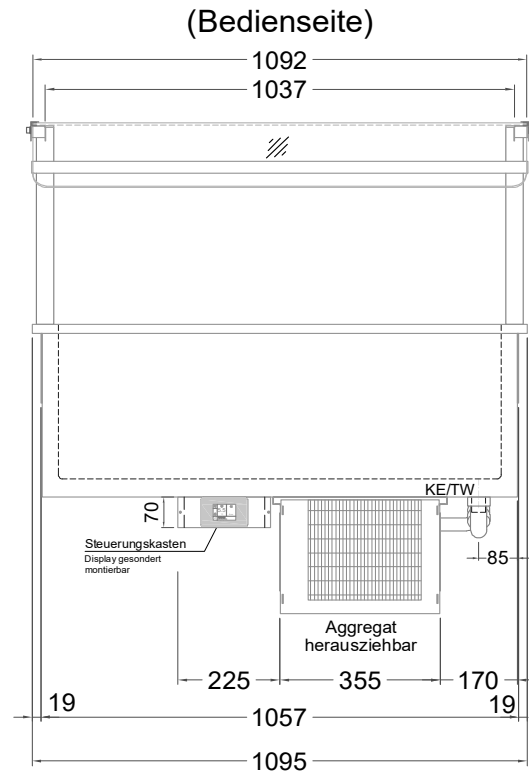 (Bedienseite)
1092
1037
KE/TW
70
Steuerungskasten
Display gesondert
montierbar
85
Aggregat
herausziehbar
225
355
170
19
1057
19
1095